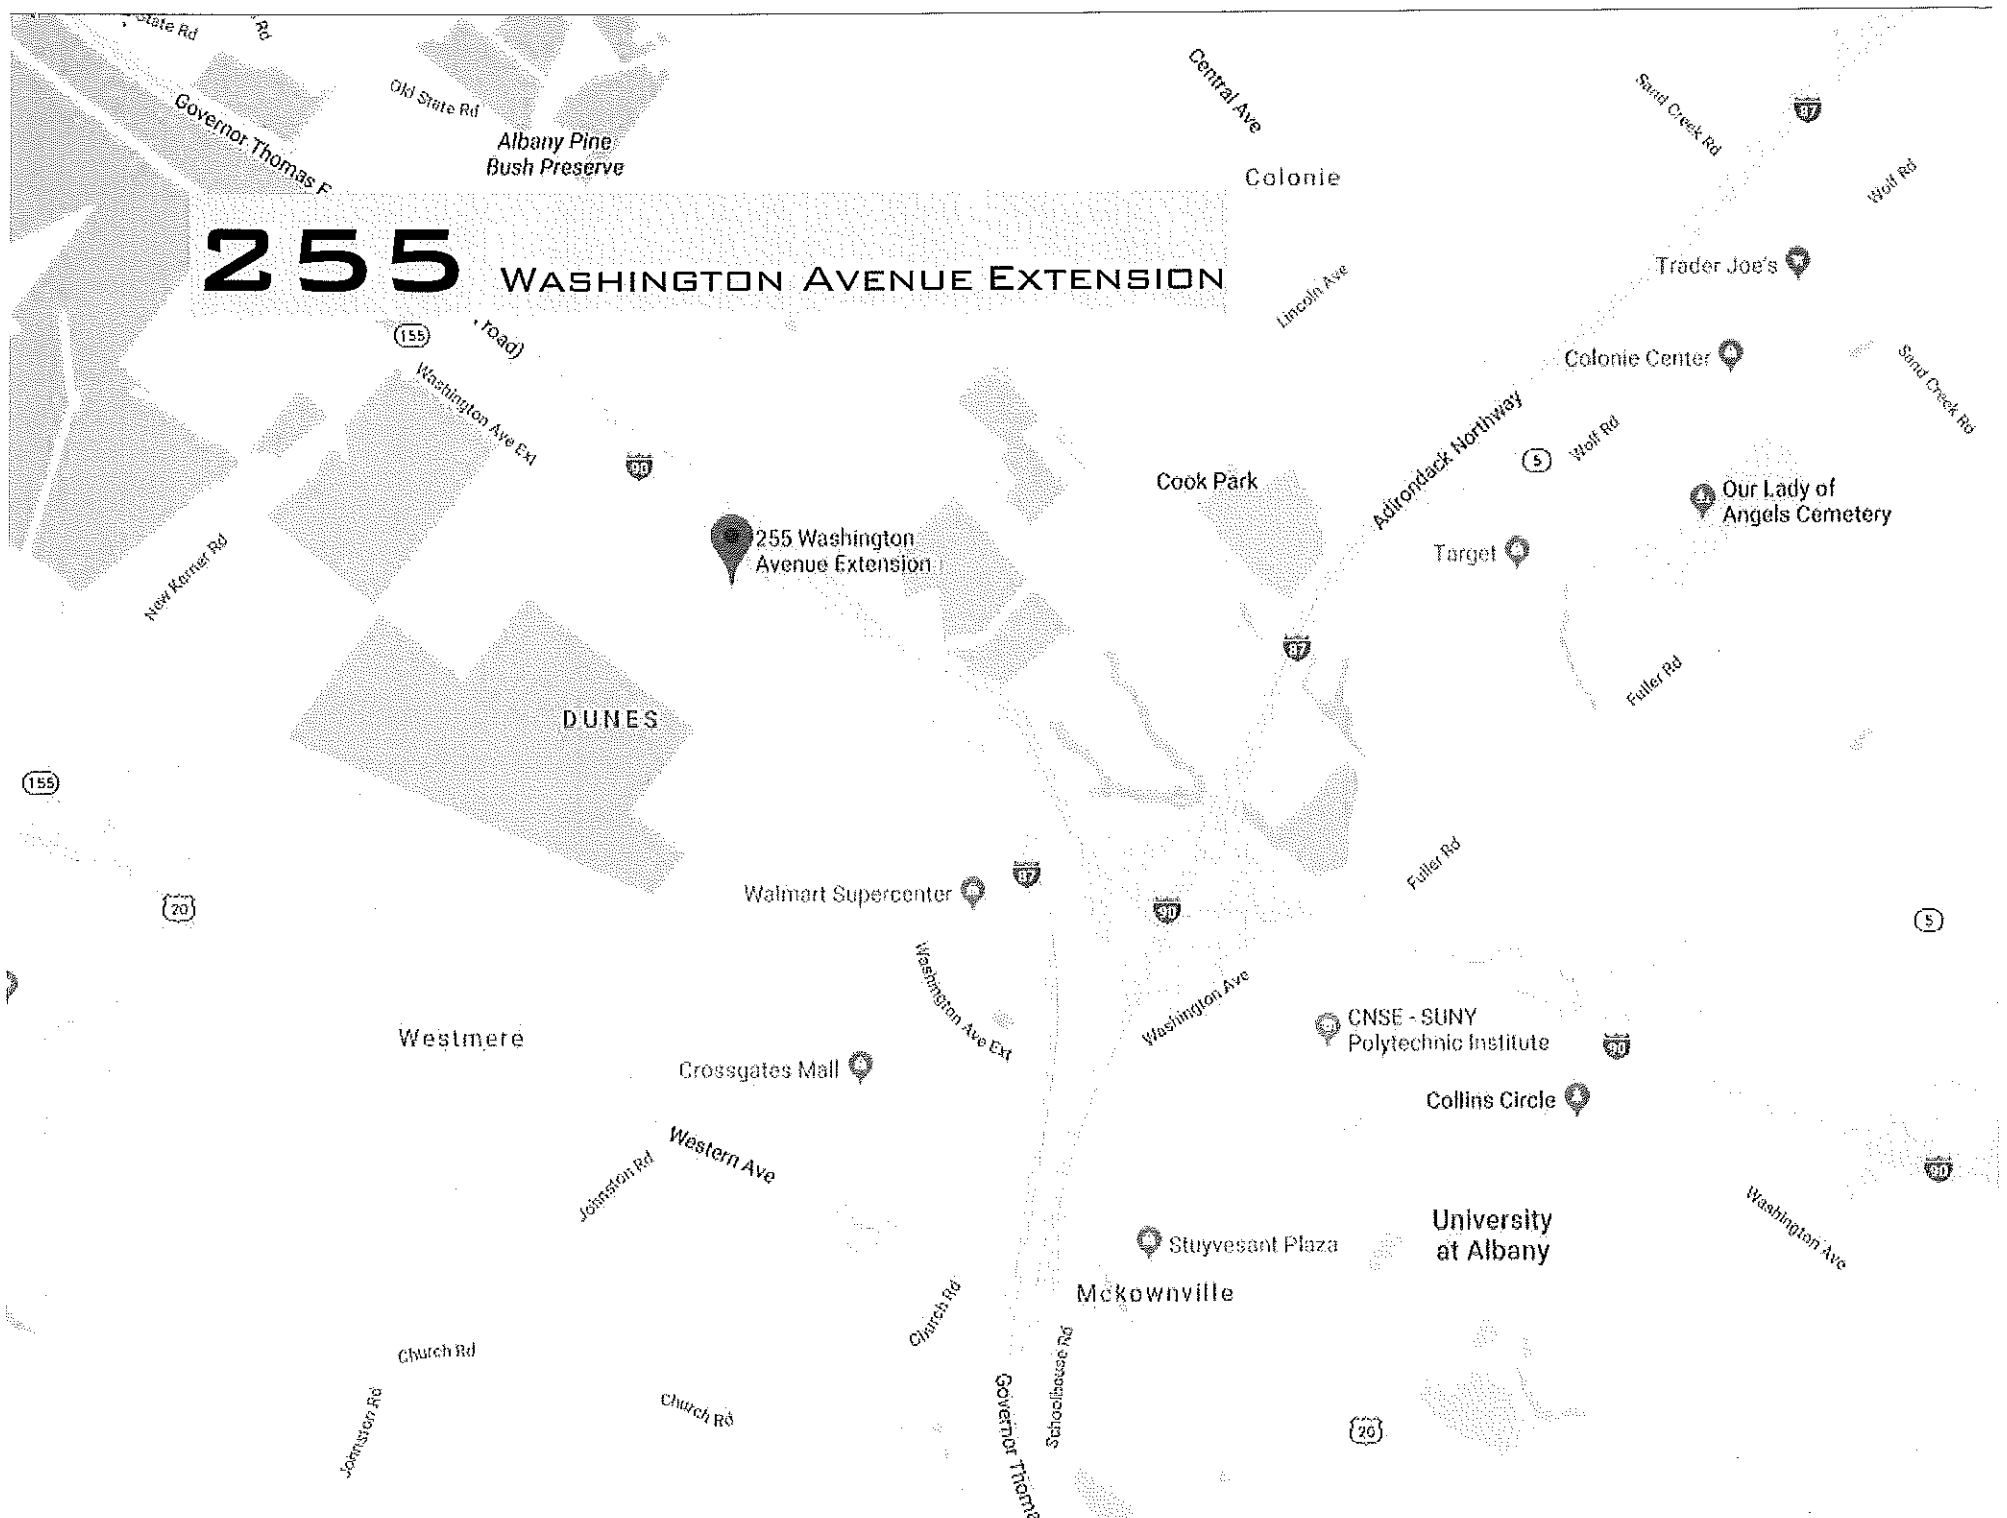 State Rd
Rd
Old State Rd
Governor Thomas F
Albany Pine
Bush Preserve
Central Ave
Colonie
Sand Creek Rd
87
Wolf Rd
255 WASHINGTON AVENUE EXTENSION
Trader Joe's
Lincoln Ave
155
road)
Washington Ave Ext
Colonie Center
Sand Creek Rd
Adirondack Northway
Wolf Rd
5
90
Cook Park
Our Lady of
Angels Cemetery
255 Washington
Avenue Extension
Target
New Karner Rd
87
Fuller Rd
DUNES
155
Walmart Supercenter
87
Fuller Rd
20
90
5
Washington Ave Ext
Washington Ave
CNSE - SUNY
Polytechnic Institute
90
Westmere
Crossgates Mall
Collins Circle
Western Ave
Johnston Rd
90
Washington Ave
University
at Albany
Stuyvesant Plaza
Mckownville
Church Rd
Church Rd
Schoolhouse Rd
Johnston Rd
Church Rd
Governor Thoma
20